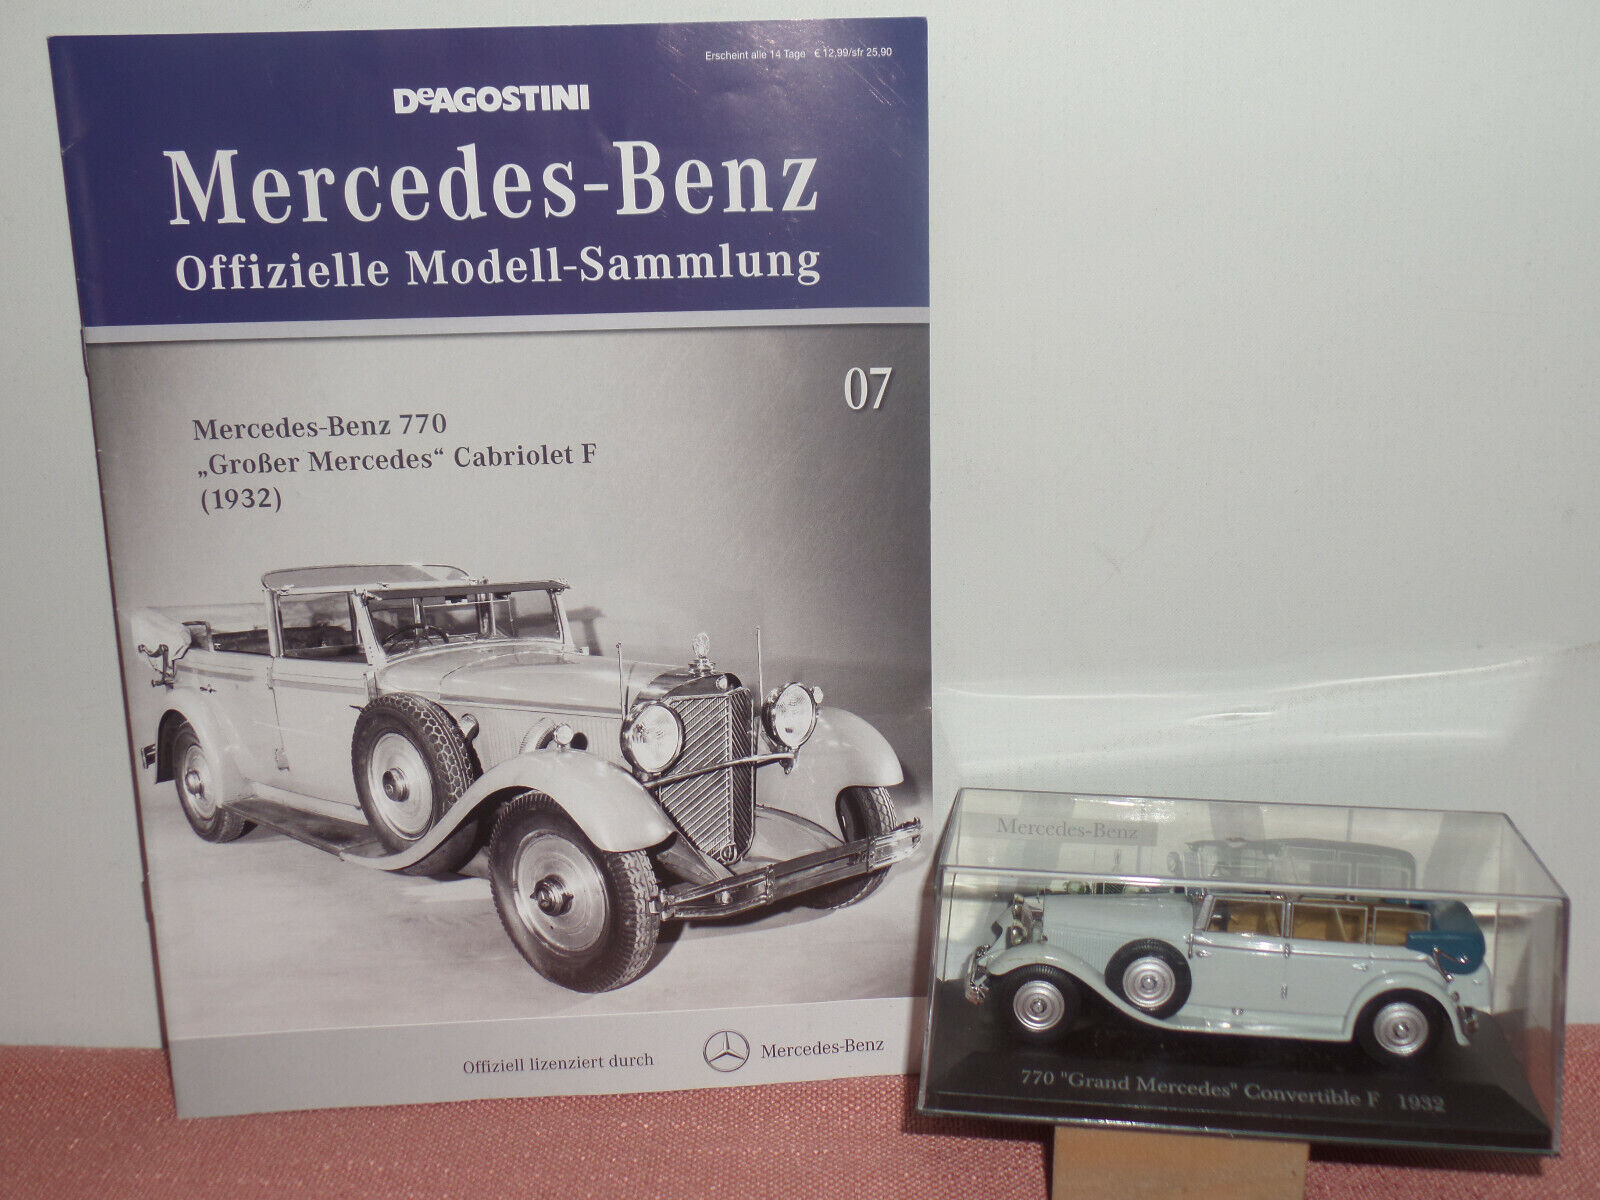 Erscheint alle 14 Tage € 12,99/sfr 25,90
DeAGOSTINI
Mercedes-Benz
Offizielle Modell-Sammlung
07
Mercedes-Benz 770
„Großer Mercedes“ Cabriolet F
(1932)
Offiziell lizenziert durch
Mercedes-Benz
Mercedes-Benz
770 "Grand Mercedes" Convertible F 1932